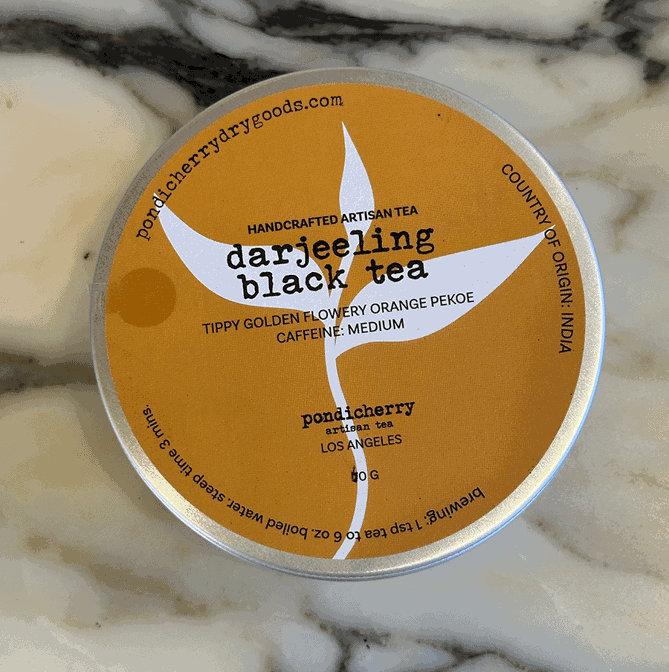 pondicherrydrygoods.com
COUNTRY OF ORIGIN: INDIA
HANDCRAFTED ARTISAN TEA
darjeeling
black tea
TIPPY GOLDEN FLOWERY ORANGE PEKOE
CAFFEINE: MEDIUM
pondicherry
artisan tea
LOS ANGELES
G
brewing: 1 tsp tea to 6 oz. boiled water. steep time 3 mins.